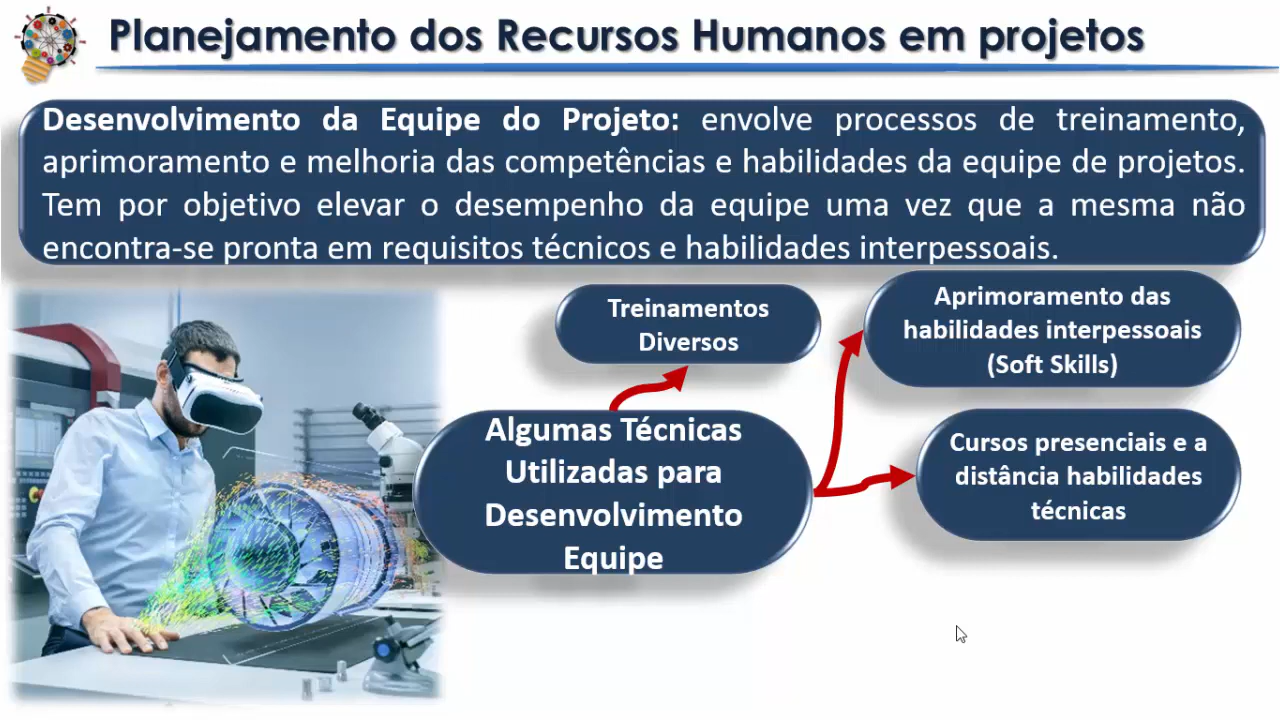 Planejamento dos Recursos Humanos em projetos
Desenvolvimento da Equipe do Projeto: envolve processos de treinamento,
aprimoramento e melhoria das competências e habilidades da equipe de projetos.
Tem por objetivo elevar o desempenho da equipe uma vez que a mesma não
encontra-se pronta em requisitos técnicos e habilidades interpessoais.
Treinamentos
Diversos
Aprimoramento das
habilidades interpessoais
(Soft Skills)
Algumas Técnicas
Utilizadas para
Desenvolvimento
Equipe
Cursos presenciais e a
distância habilidades
técnicas